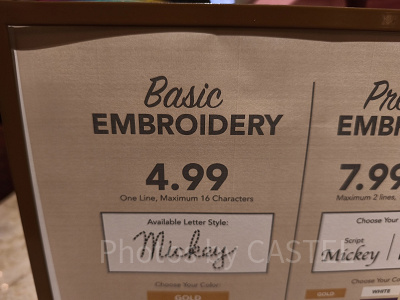 Basic
EMBROIDERY
4.99
One Line, Maximum 16 Characters
Available Letter Style:
Mickey
Choose Your Color:
GOLD
Pre
EMBR
7.99
Maximum 2 lines,
Choose Your
Script
Mickey
Choose Your
GOLD
WHITE
Photos by CASTE